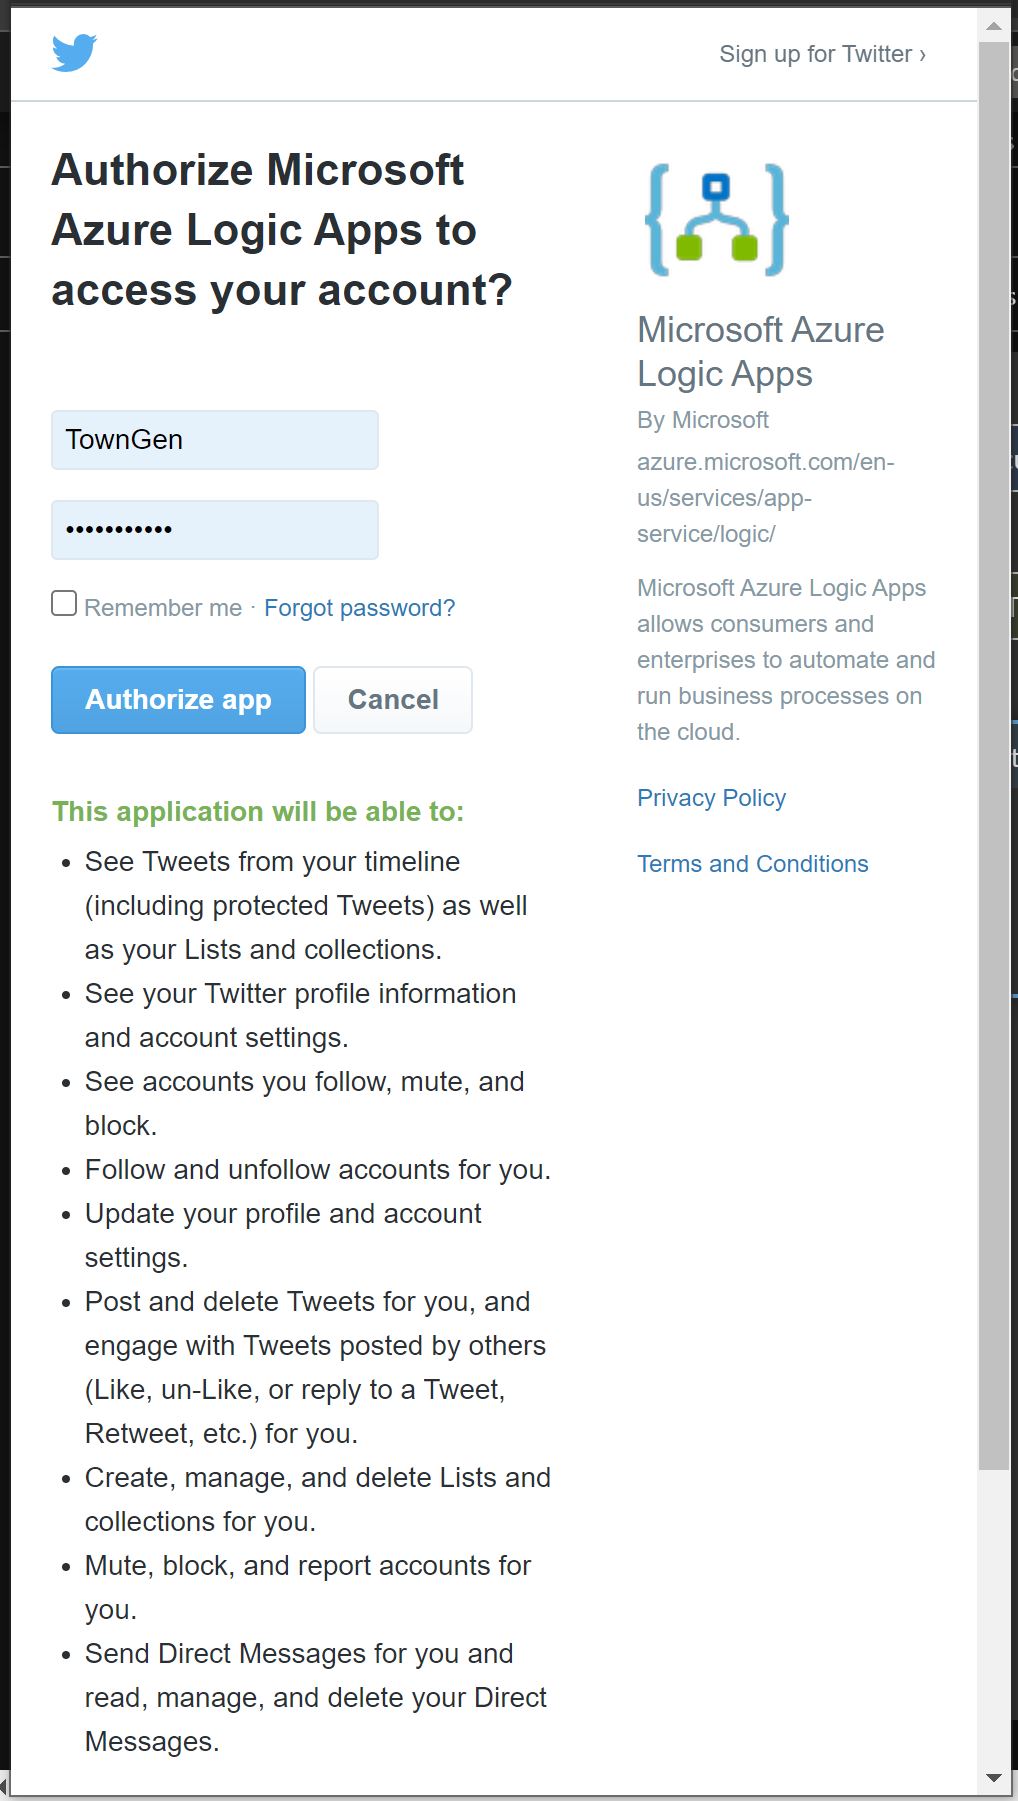 Sign up for Twitter ›
Authorize Microsoft
Azure Logic Apps to
access your account?
TownGen
•••••••••••
Remember me · Forgot password?
Authorize app
Cancel
This application will be able to:
• See Tweets from your timeline
(including protected Tweets) as well
as your Lists and collections.
• See your Twitter profile information
and account settings.
• See accounts you follow, mute, and
block.
• Follow and unfollow accounts for you.
• Update your profile and account
settings.
• Post and delete Tweets for you, and
engage with Tweets posted by others
(Like, un-Like, or reply to a Tweet,
Retweet, etc.) for you.
• Create, manage, and delete Lists and
collections for you.
• Mute, block, and report accounts for
you.
• Send Direct Messages for you and
read, manage, and delete your Direct
Messages.
Microsoft Azure
Logic Apps
By Microsoft
azure.microsoft.com/en-
us/services/app-
service/logic/
Microsoft Azure Logic Apps
allows consumers and
enterprises to automate and
run business processes on
the cloud.
Privacy Policy
Terms and Conditions